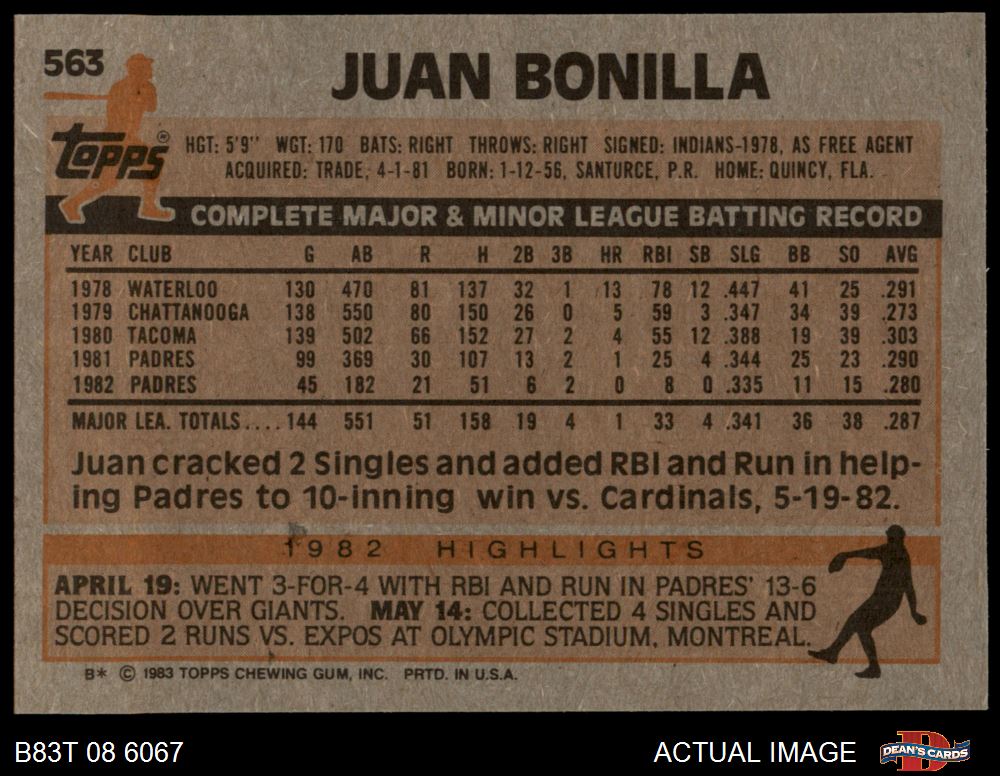 563
JUAN BONILLA
topps®
HGT: 5'9" WGT: 170 BATS: RIGHT THROWS: RIGHT SIGNED: INDIANS-1978, AS FREE AGENT
ACQUIRED: TRADE, 4-1-81 BORN: 1-12-56, SANTURCE, P.R. HOME: QUINCY, FLA.
COMPLETE MAJOR & MINOR LEAGUE BATTING RECORD
YEAR CLUB G AB R H 2B 3B HR RBI SB SLG BB SO AVG
1978 WATERLOO 130 470 81 137 32 1 13 78 12 .447 41 25 .291
1979 CHATTANOOGA 138 550 80 150 26 0 5 59 3 .347 34 39 .273
1980 TACOMA 139 502 66 152 27 2 4 55 12 .388 19 39 .303
1981 PADRES 99 369 30 107 13 2 1 25 4 .344 25 23 .290
1982 PADRES 45 182 21 51 6 2 0 8 0 .335 11 15 .280
MAJOR LEA. TOTALS.... 144 551 51 158 19 4 1 33 4 .341 36 38 .287
Juan cracked 2 Singles and added RBI and Run in help-
ing Padres to 10-inning win vs. Cardinals, 5-19-82.
1982 HIGHLIGHTS
APRIL 19: WENT 3-FOR-4 WITH RBI AND RUN IN PADRES' 13-6
DECISION OVER GIANTS. MAY 14: COLLECTED 4 SINGLES AND
SCORED 2 RUNS VS. EXPOS AT OLYMPIC STADIUM, MONTREAL.
B* © 1983 TOPPS CHEWING GUM, INC. PRTD. IN U.S.A.
B83T 08 6067
ACTUAL IMAGE
D
DEAN'S CARDS